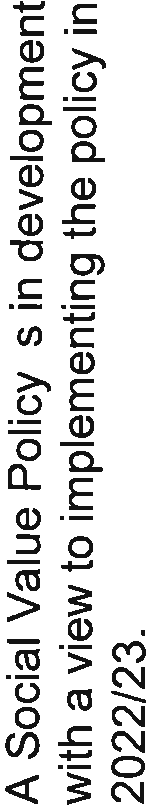 A Social Value Policy s in development
with a view to implementing the policy in
2022/23.